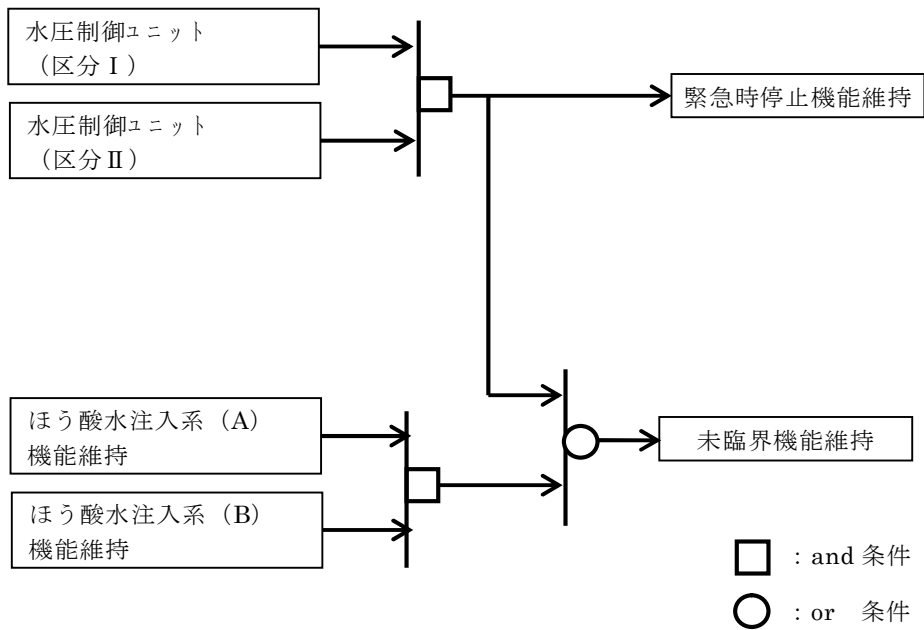 水圧制御ユニット
(区分Ⅰ)
緊急時停止機能維持
水圧制御ユニット
(区分Ⅱ)
ほう酸水注入系(A)
機能維持
未臨界機能維持
ほう酸水注入系(B)
機能維持
:and 条件
:or 条件